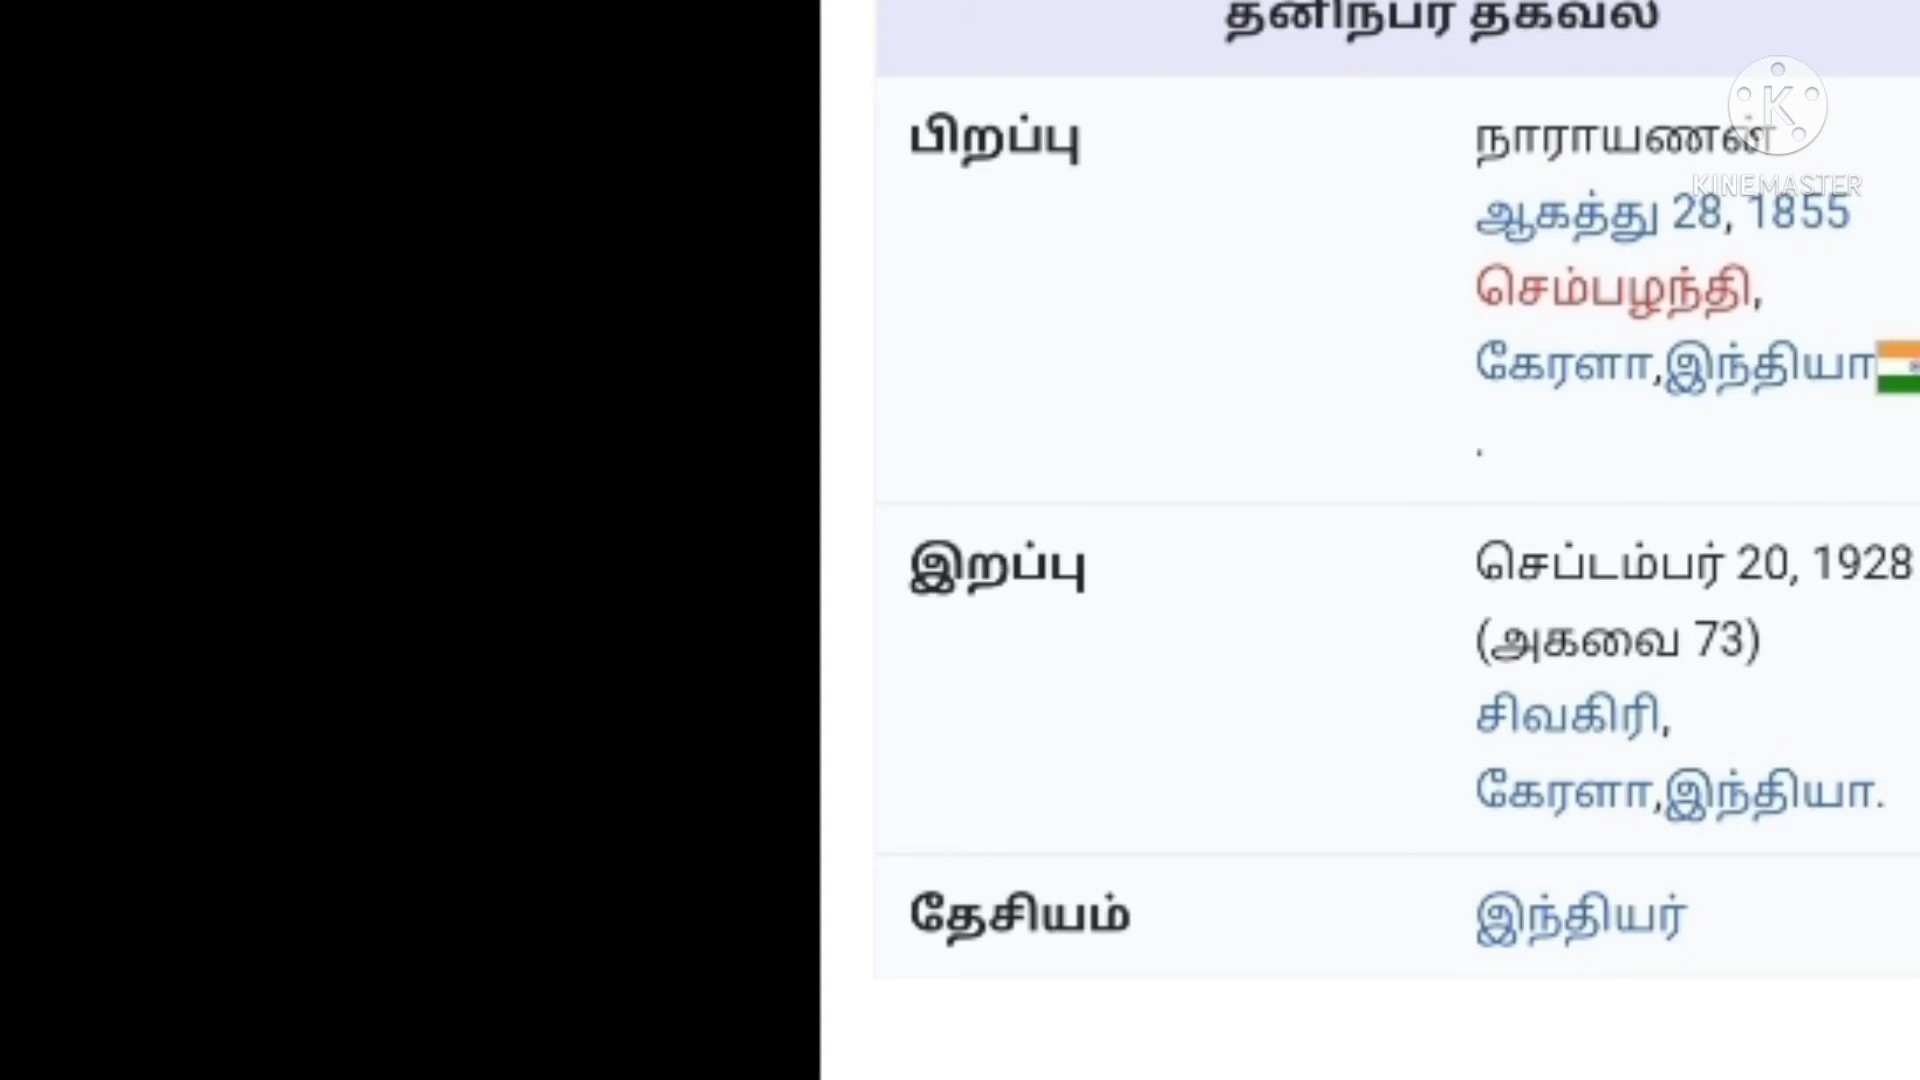 தனிநபர் தகவல்
பிறப்பு
நாராயணன்
ஆகத்து 28, 1855
செம்பழந்தி,
கேரளா,இந்தியா
.
இறப்பு
செப்டம்பர் 20, 1928
(அகவை 73)
சிவகிரி,
கேரளா,இந்தியா.
தேசியம்
இந்தியர்
K
KINEMASTER